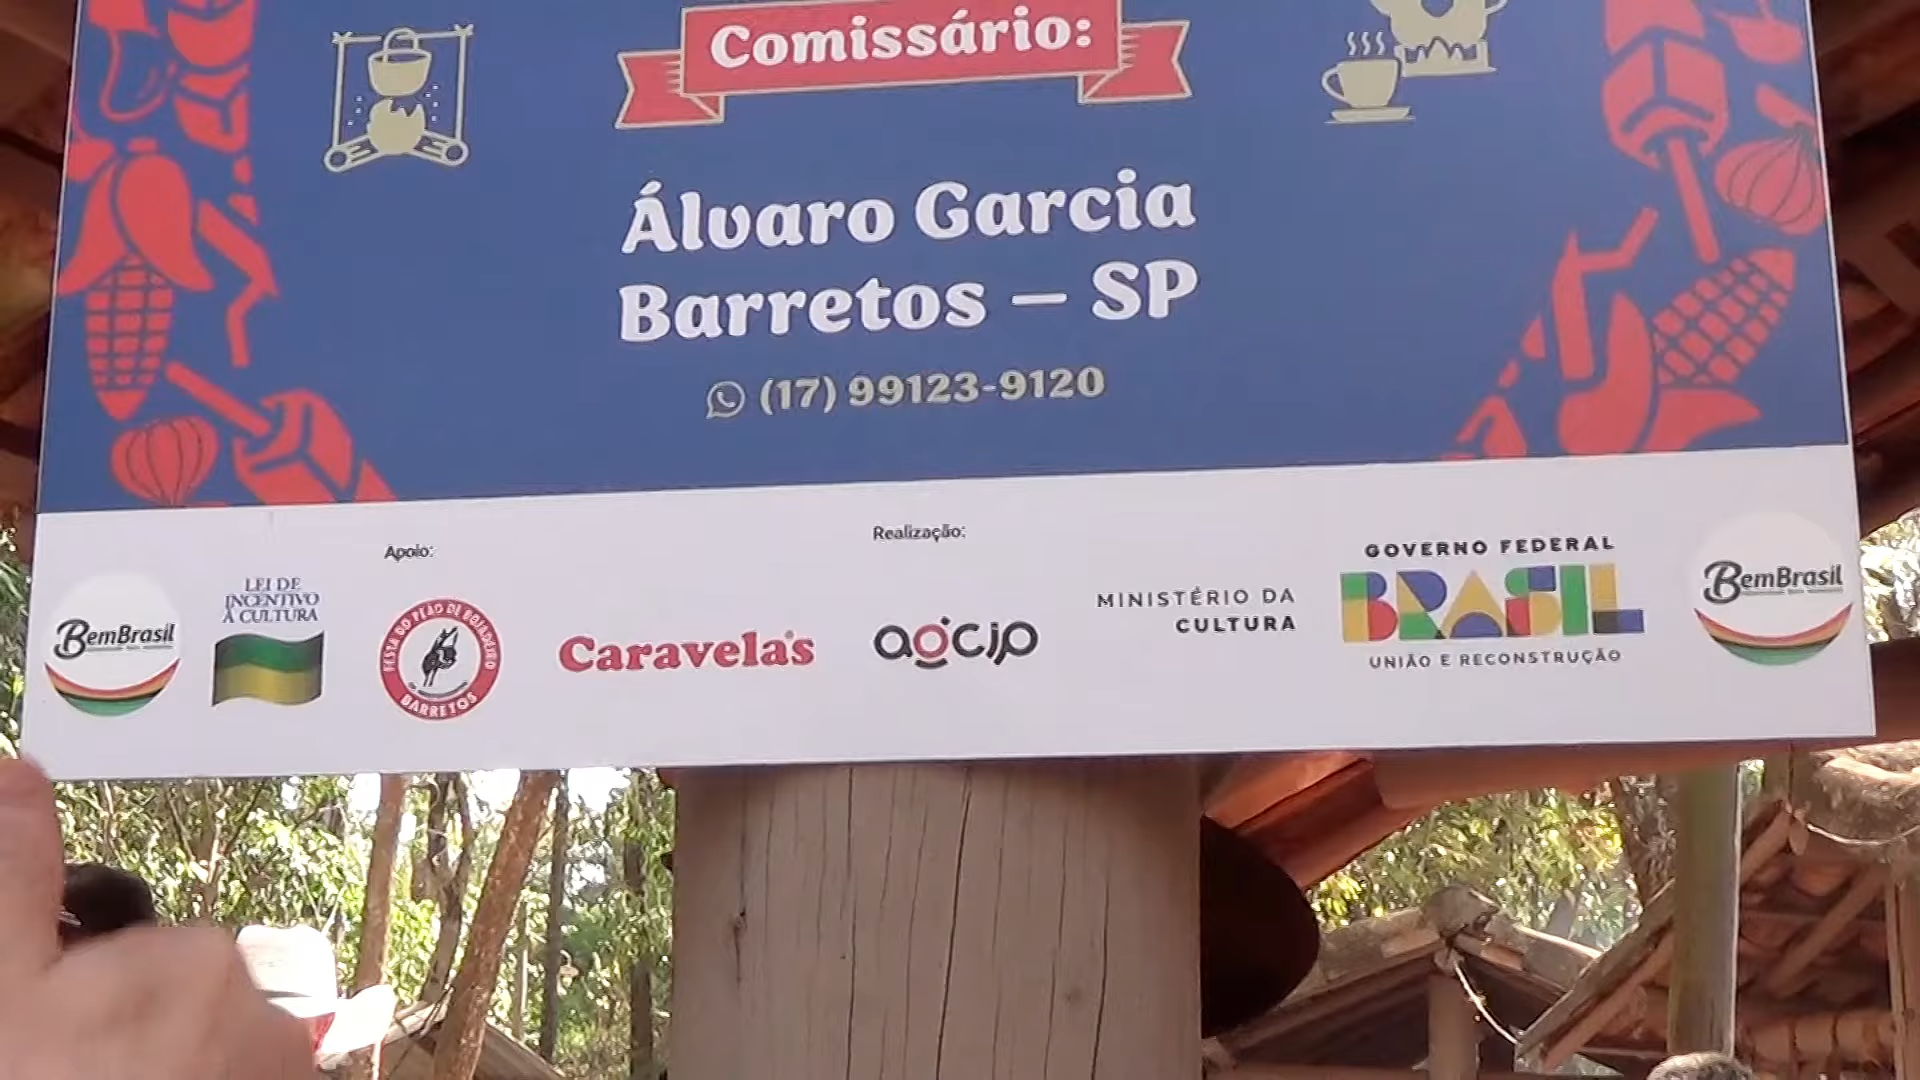 Comissário:
Álvaro Garcia
Barretos – SP
(17) 99123-9120
Apoio:
Realização:
BemBrasil
LEI DE
INCENTIVO
À CULTURA
FESTA DO PEÃO DE BOIADEIRO
BARRETOS
Caravela's
agcip
MINISTÉRIO DA
CULTURA
GOVERNO FEDERAL
BRASIL
UNIÃO E RECONSTRUÇÃO
BemBrasil